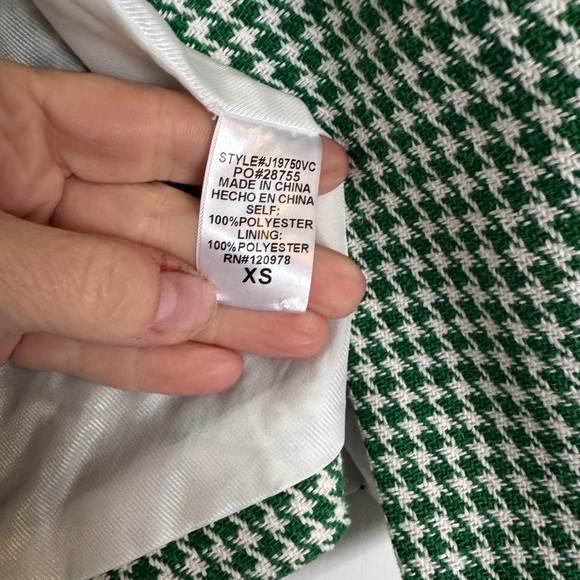 STYLE#J19750VC
PO#28755
MADE IN CHINA
HECHO EN CHINA
SELF:
100%POLYESTER
LINING:
100%POLYESTER
RN#120978
XS